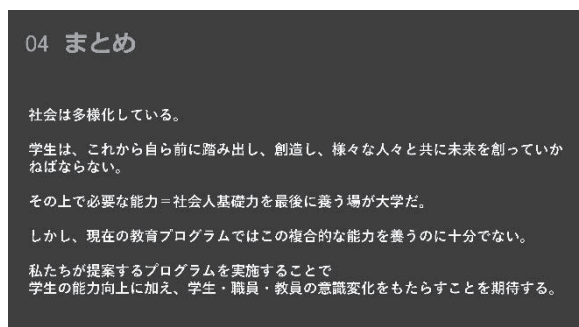 04 まとめ
社会は多様化している。
学生は、これから自ら前に踏み出し、創造し、様々な人々と共に未来を創っていか
ねばならない。
その上で必要な能力＝社会人基礎力を最後に養う場が大学だ。
しかし、現在の教育プログラムではこの複合的な能力を養うのに十分でない。
私たちが提案するプログラムを実施することで
学生の能力向上に加え、学生・職員・教員の意識変化をもたらすことを期待する。